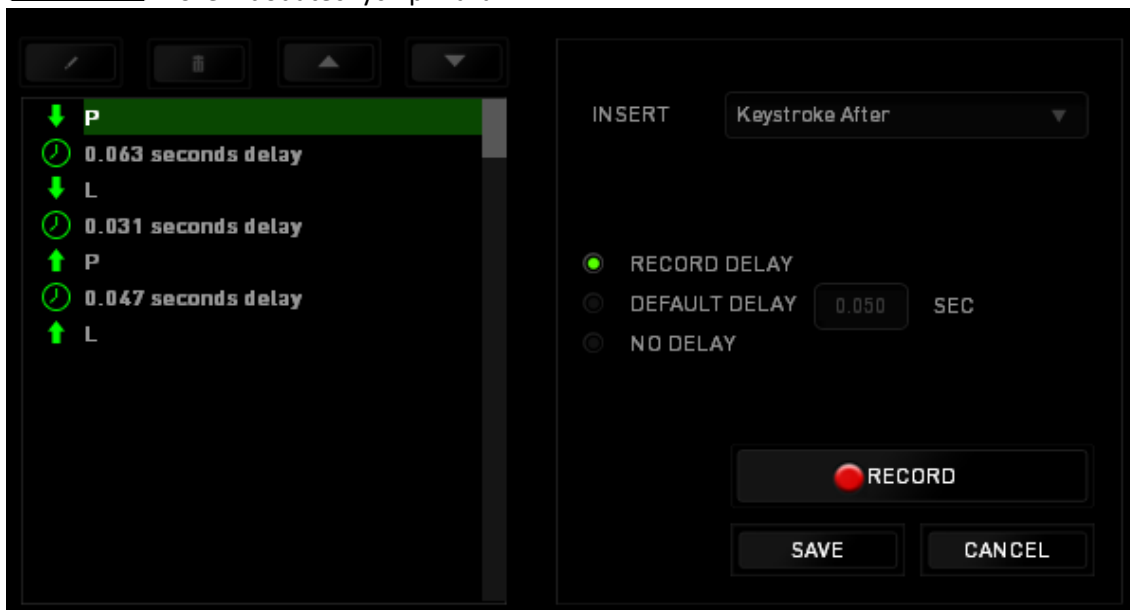 P
0.063 seconds delay
L
0.031 seconds delay
P
0.047 seconds delay
L
INSERT Keystroke After
RECORD DELAY
DEFAULT DELAY 0.050 SEC
NO DELAY
RECORD
SAVE CANCEL